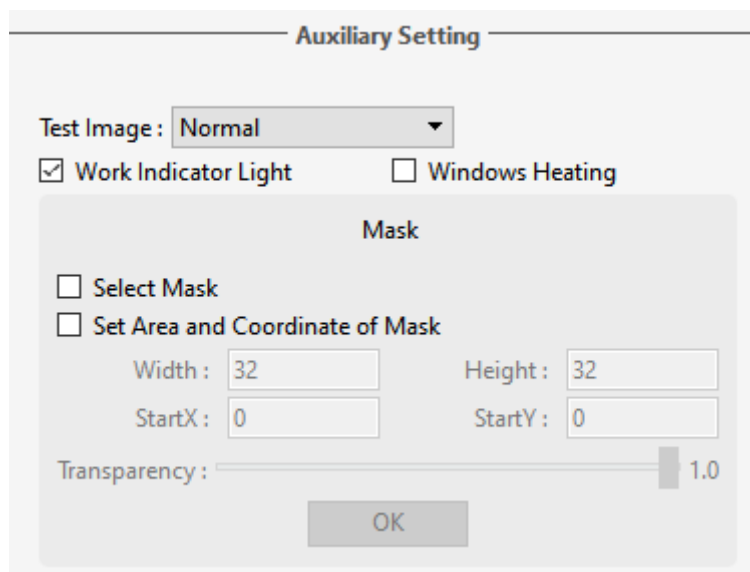 Auxiliary Setting
Test Image : Normal
Work Indicator Light Windows Heating
Mask
Select Mask
Set Area and Coordinate of Mask
Width : 32 Height : 32
StartX : 0 StartY : 0
Transparency : 1.0
OK